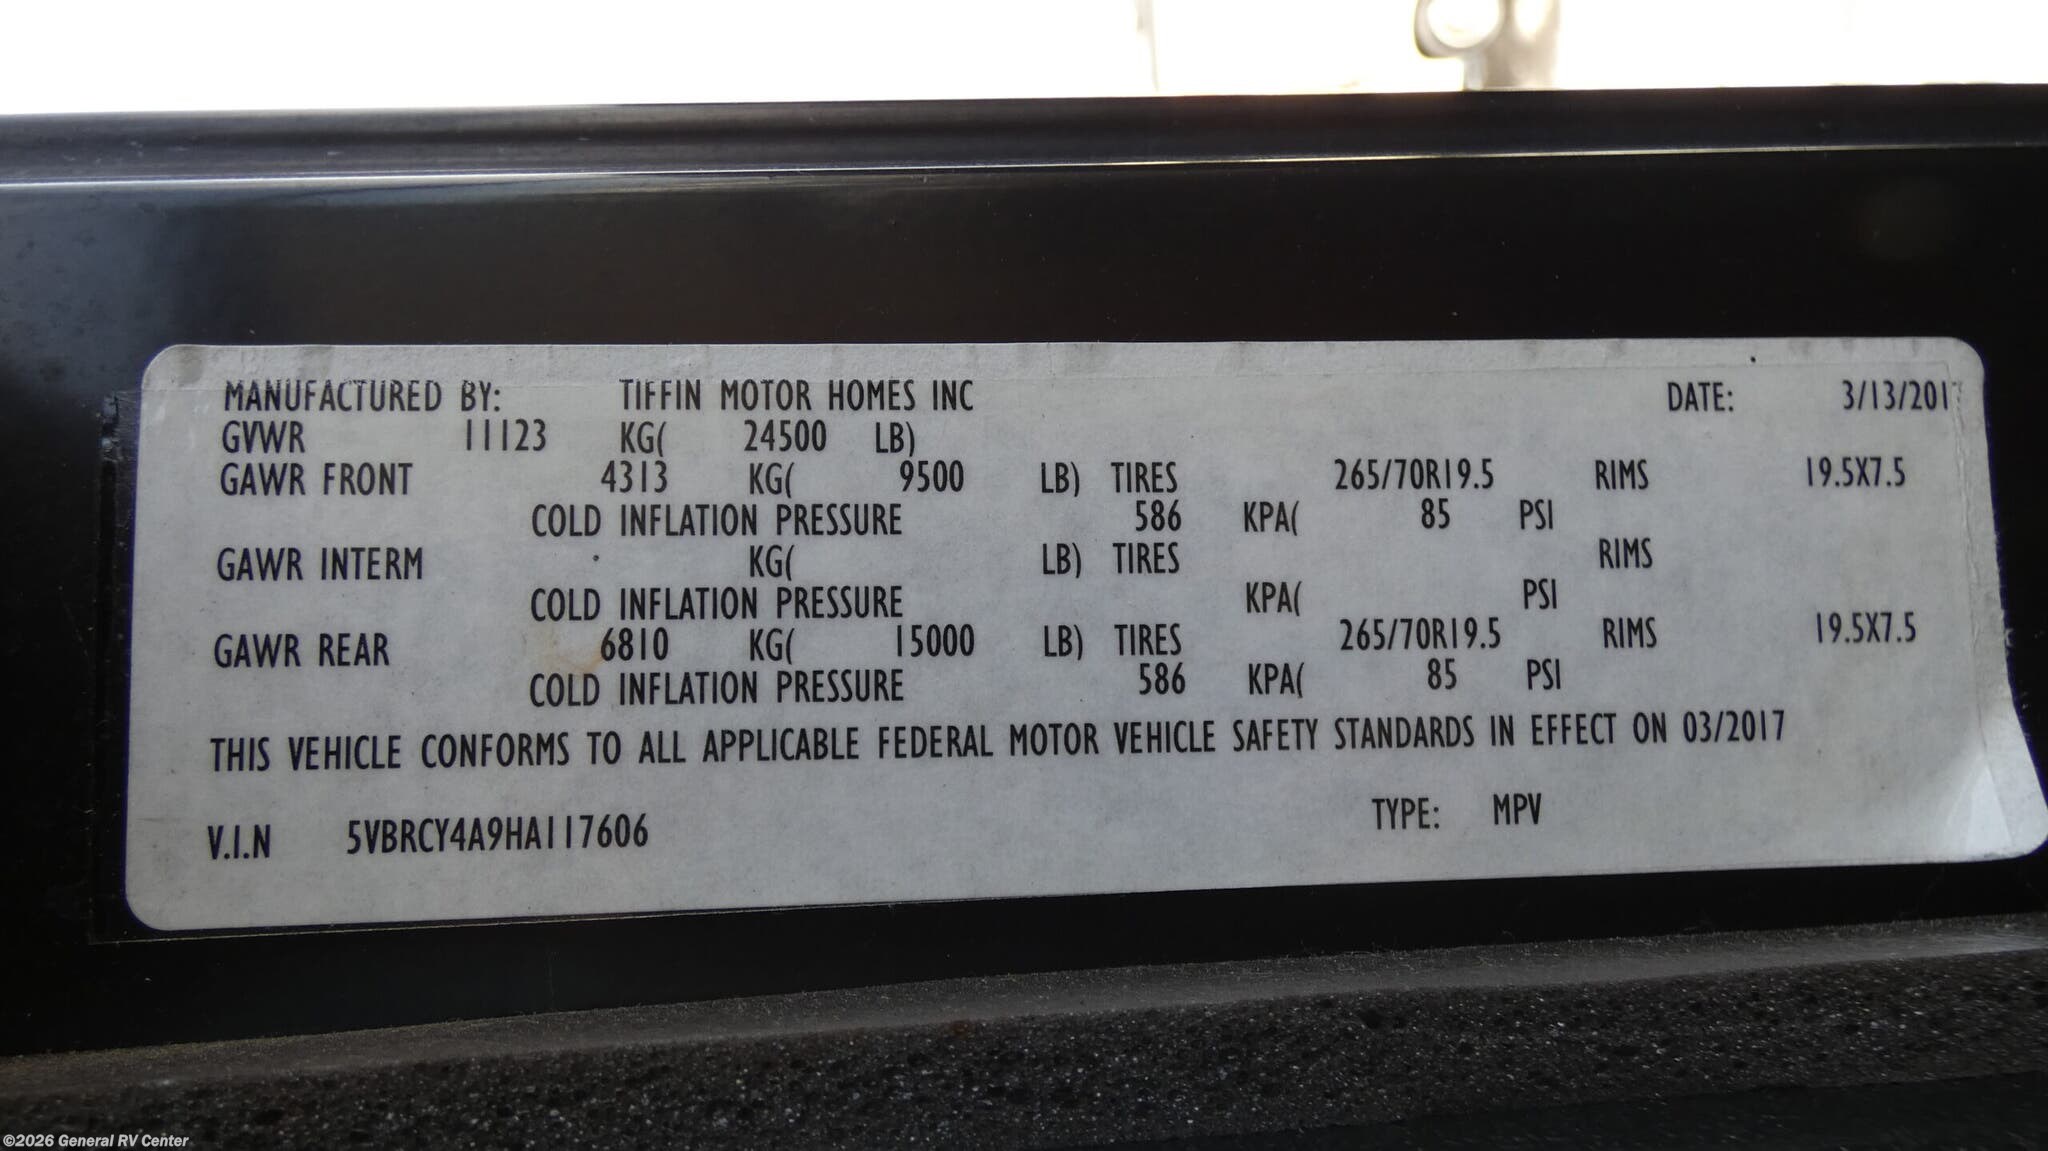 MANUFACTURED BY: TIFFIN MOTOR HOMES INC DATE: 3/13/2017
GVWR 11123 KG( 24500 LB)
GAWR FRONT 4313 KG( 9500 LB) TIRES 265/70R19.5 RIMS 19.5X7.5
COLD INFLATION PRESSURE 586 KPA( 85 PSI
GAWR INTERM KG( LB) TIRES RIMS
COLD INFLATION PRESSURE KPA( PSI
GAWR REAR 6810 KG( 15000 LB) TIRES 265/70R19.5 RIMS 19.5X7.5
COLD INFLATION PRESSURE 586 KPA( 85 PSI
THIS VEHICLE CONFORMS TO ALL APPLICABLE FEDERAL MOTOR VEHICLE SAFETY STANDARDS IN EFFECT ON 03/2017
V.I.N 5VBRCY4A9HA117606 TYPE: MPV
©2026 General RV Center